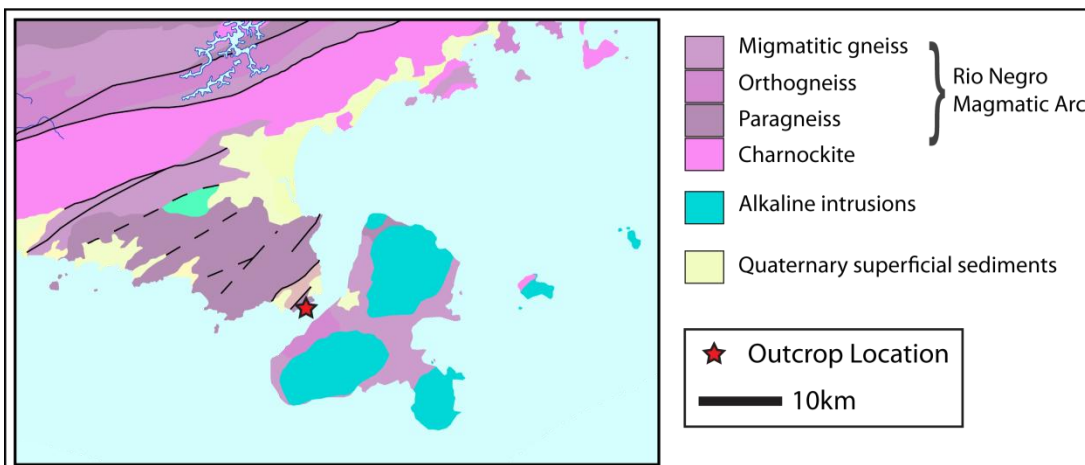 Migmatitic gneiss
Orthogneiss
Paragneiss
Charnockite
Rio Negro
Magmatic Arc
Alkaline intrusions
Quaternary superficial sediments
Outcrop Location
10km